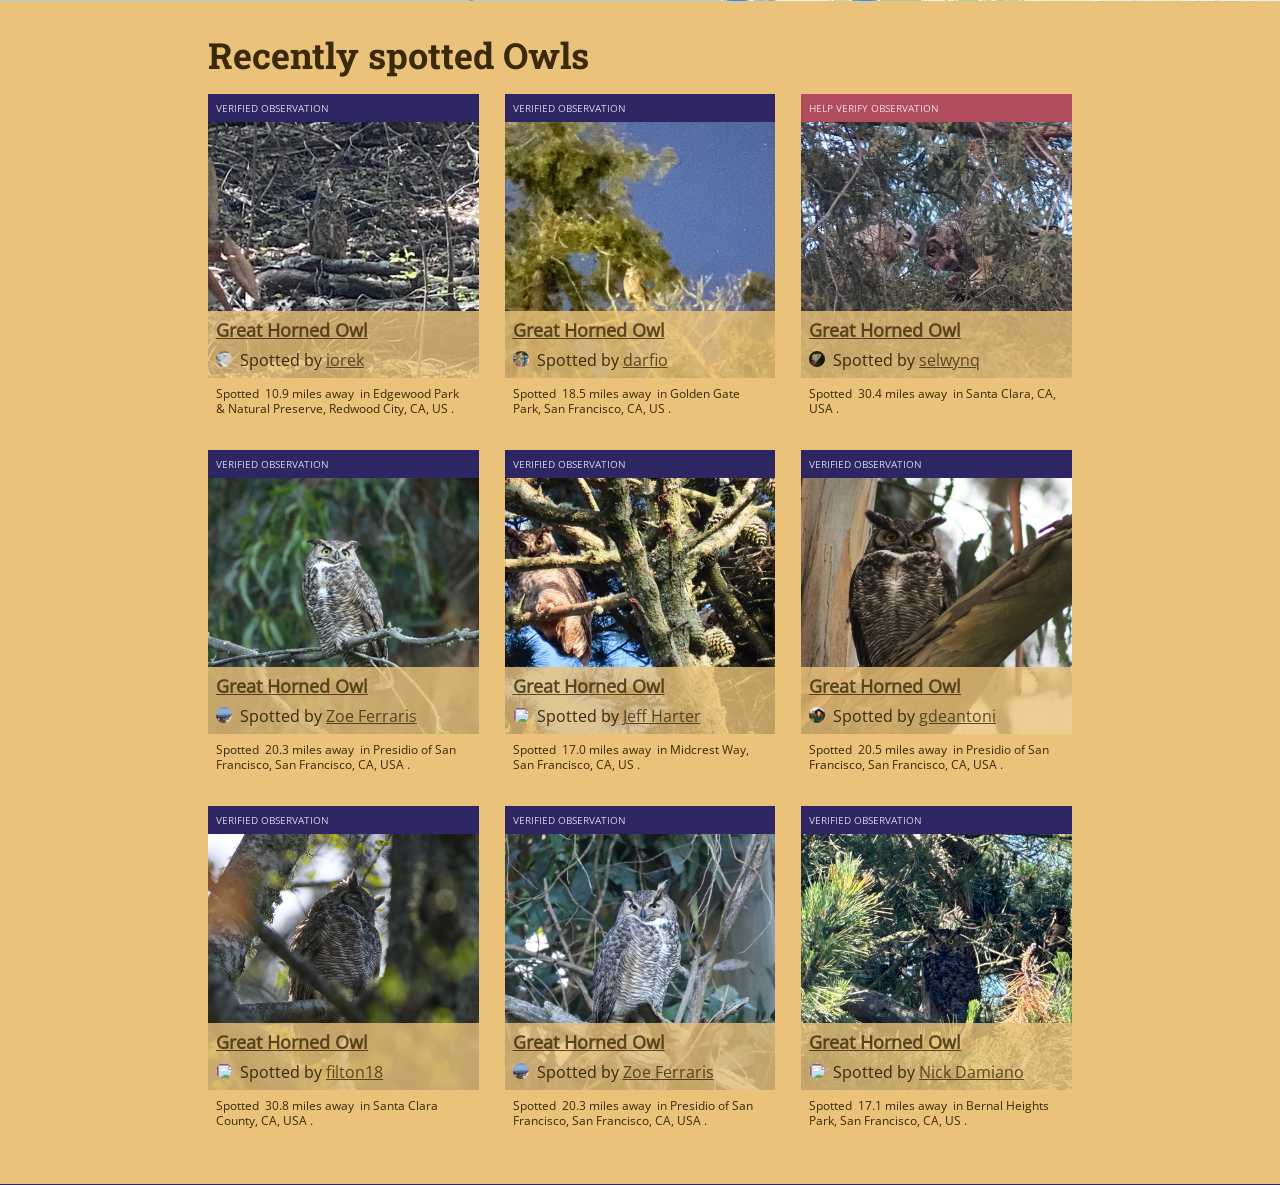 Recently spotted Owls
VERIFIED OBSERVATION
Great Horned Owl
Spotted by iorek
Spotted 10.9 miles away in Edgewood Park
& Natural Preserve, Redwood City, CA, US .
VERIFIED OBSERVATION
Great Horned Owl
Spotted by darfio
Spotted 18.5 miles away in Golden Gate
Park, San Francisco, CA, US .
HELP VERIFY OBSERVATION
Great Horned Owl
Spotted by selwynq
Spotted 30.4 miles away in Santa Clara, CA,
USA .
VERIFIED OBSERVATION
Great Horned Owl
Spotted by Zoe Ferraris
Spotted 20.3 miles away in Presidio of San
Francisco, San Francisco, CA, USA .
VERIFIED OBSERVATION
Great Horned Owl
Spotted by Jeff Harter
Spotted 17.0 miles away in Midcrest Way,
San Francisco, CA, US .
VERIFIED OBSERVATION
Great Horned Owl
Spotted by gdeantoni
Spotted 20.5 miles away in Presidio of San
Francisco, San Francisco, CA, USA .
VERIFIED OBSERVATION
Great Horned Owl
Spotted by filton18
Spotted 30.8 miles away in Santa Clara
County, CA, USA .
VERIFIED OBSERVATION
Great Horned Owl
Spotted by Zoe Ferraris
Spotted 20.3 miles away in Presidio of San
Francisco, San Francisco, CA, USA .
VERIFIED OBSERVATION
Great Horned Owl
Spotted by Nick Damiano
Spotted 17.1 miles away in Bernal Heights
Park, San Francisco, CA, US .